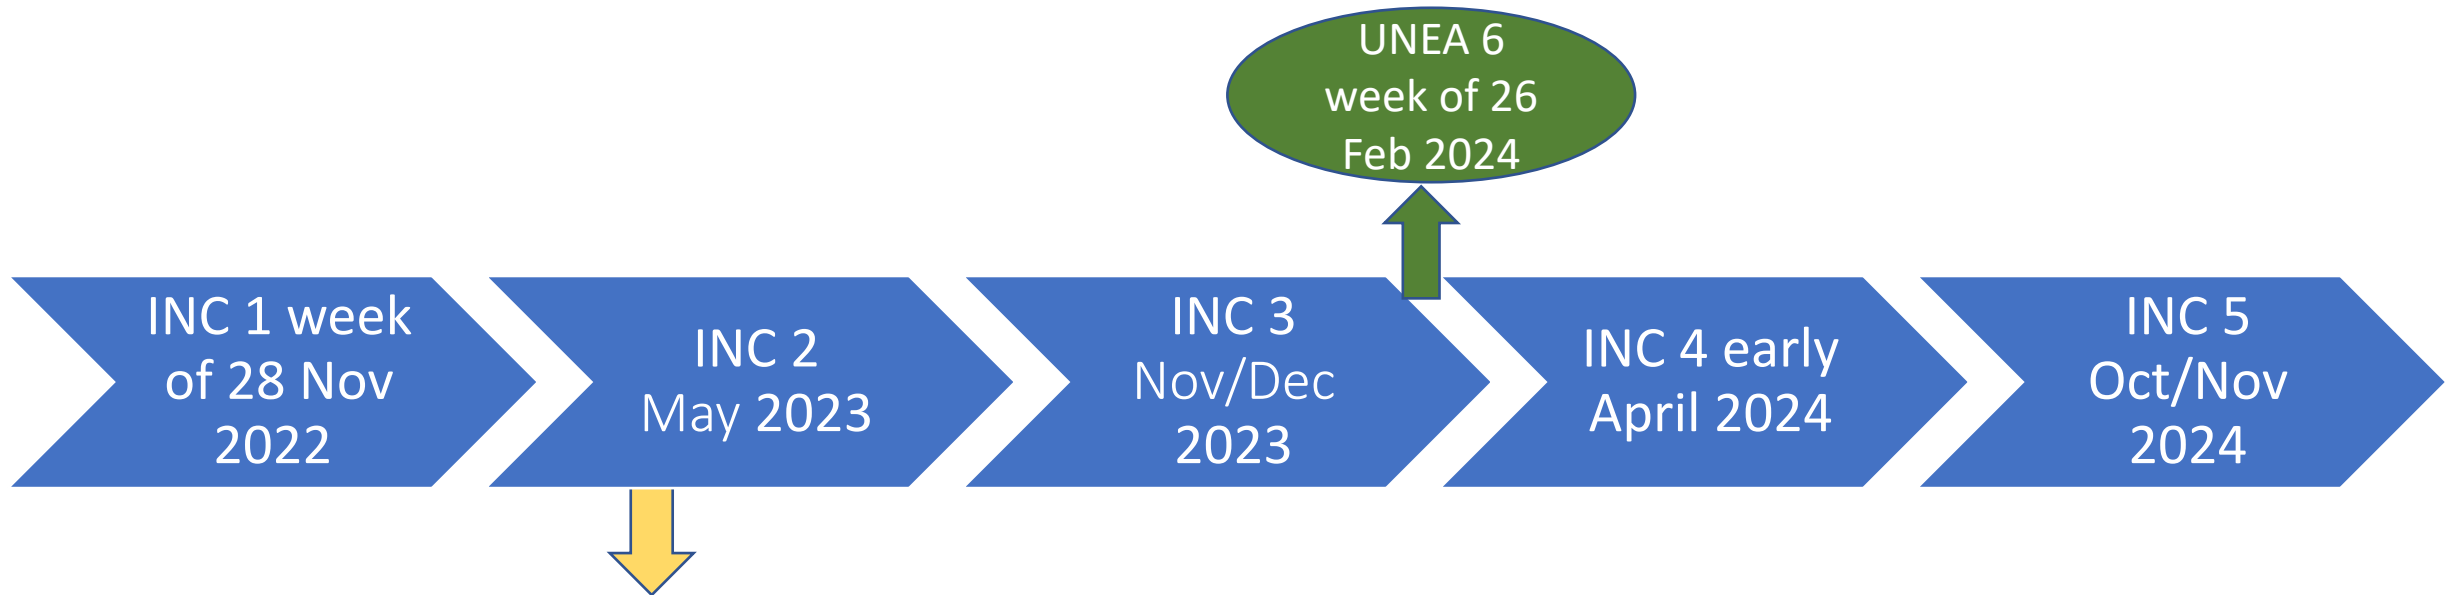 UNEA 6
week of 26
Feb 2024
INC 1 week
of 28 Nov
2022
INC 2
May 2023
INC 3
Nov/Dec
2023
INC 4 early
April 2024
INC 5
Oct/Nov
2024